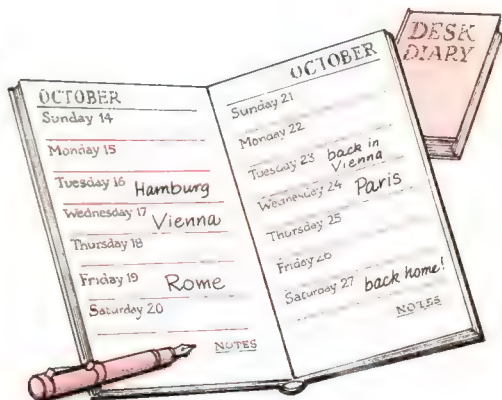 DESK
DIARY
OCTOBER
Sunday 14
Monday 15
Tuesday 16 Hamburg
Wednesday 17 Vienna
Thursday 18
Friday 19 Rome
Saturday 20
NOTES
OCTOBER
Sunday 21
Monday 22
Tuesday 23 back in
Vienna
Wednesday 24 Paris
Thursday 25
Friday 26
Saturday 27 back home!
NOTES